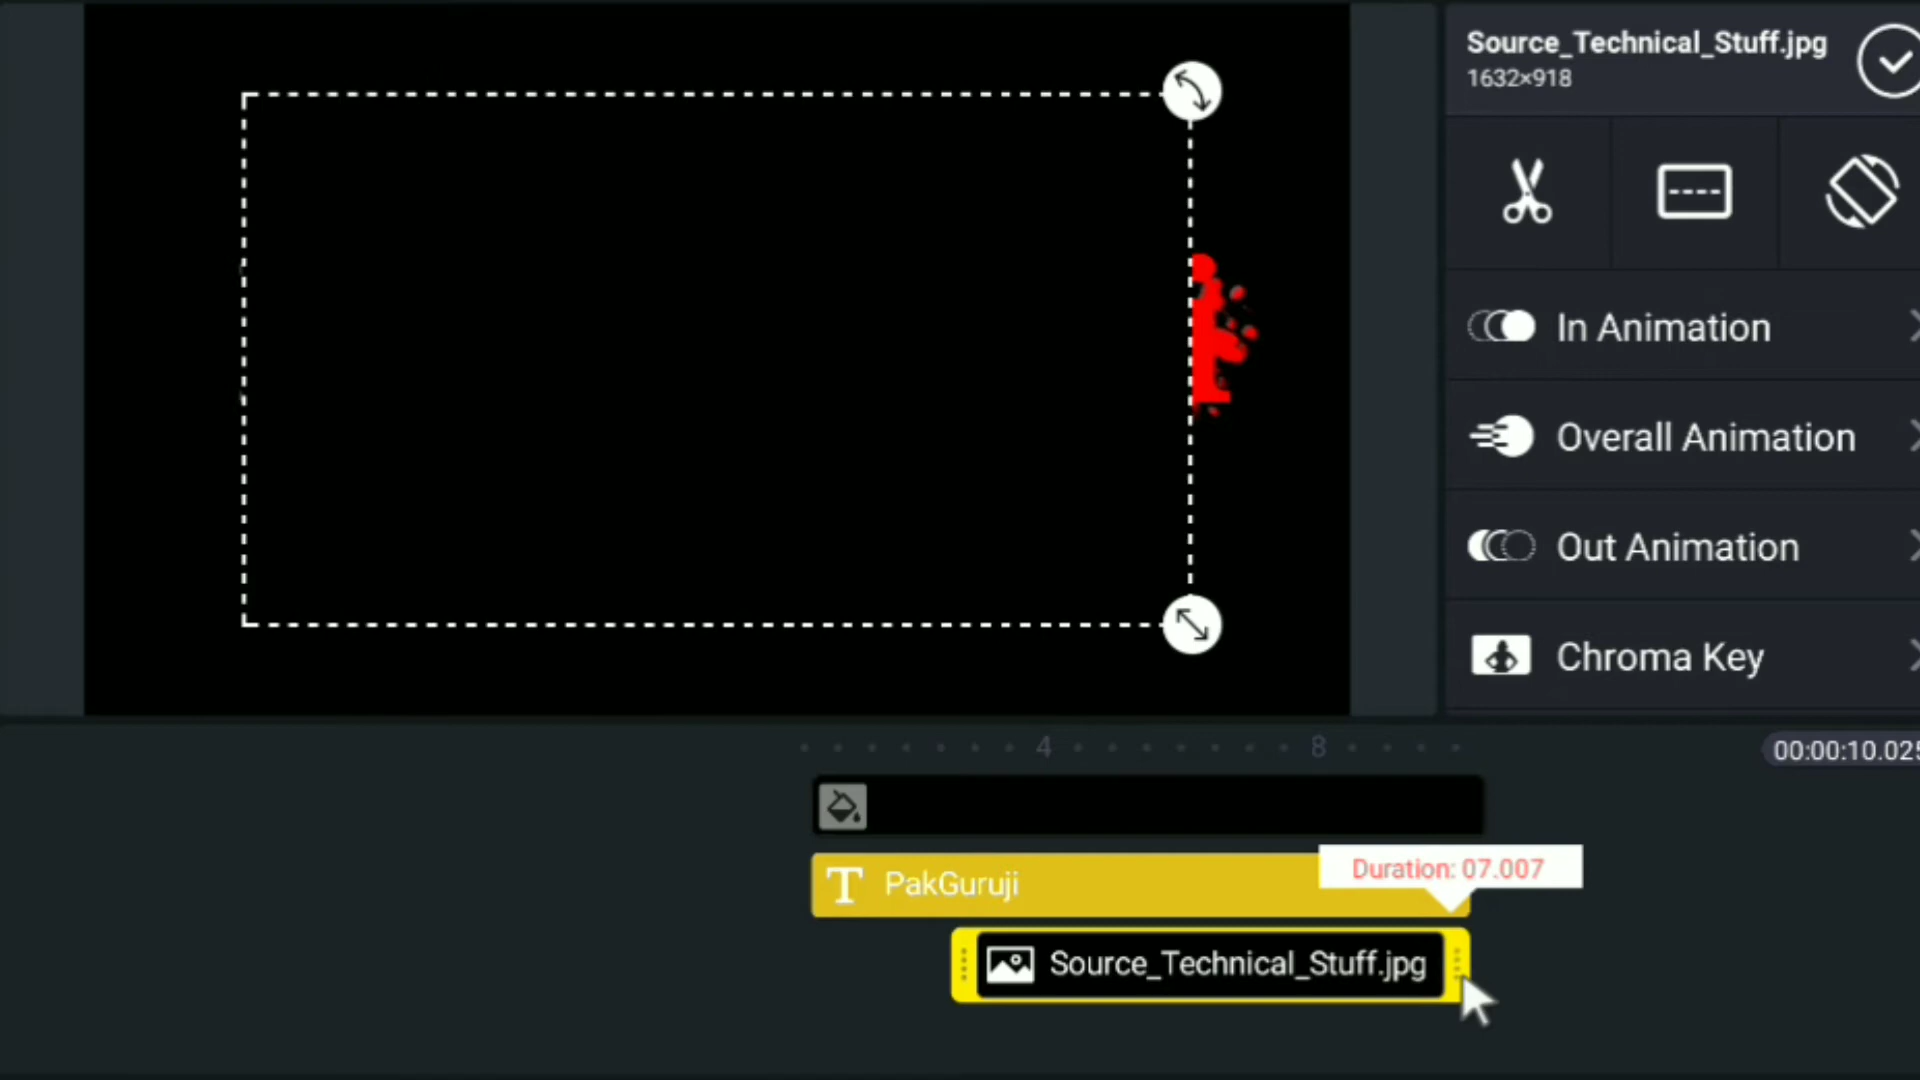 Source_Technical_Stuff.jpg
1632×918
In Animation
Overall Animation
Out Animation
Chroma Key
4
8
00:00:10.025
PakGuruji
Duration: 07.007
Source_Technical_Stuff.jpg